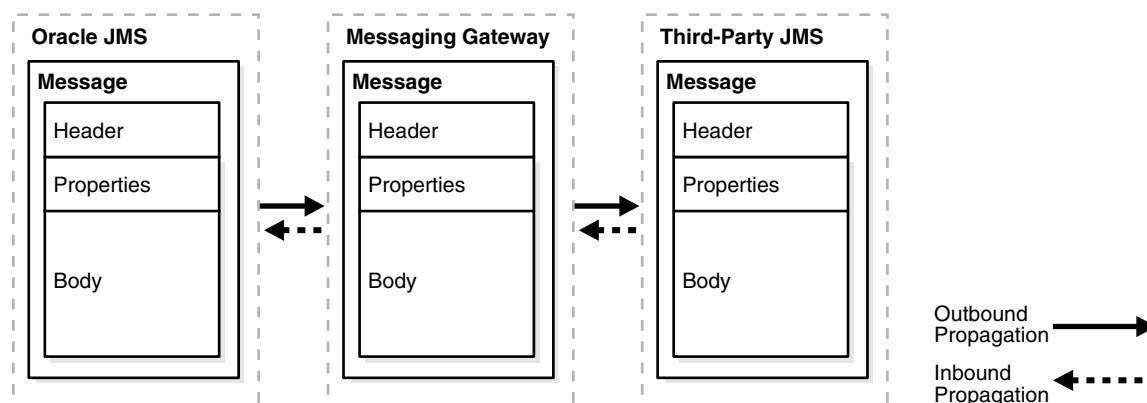 Oracle JMS
Message
Header
Properties
Body
Messaging Gateway
Message
Header
Properties
Body
Third-Party JMS
Message
Header
Properties
Body
Outbound
Propagation
Inbound
Propagation